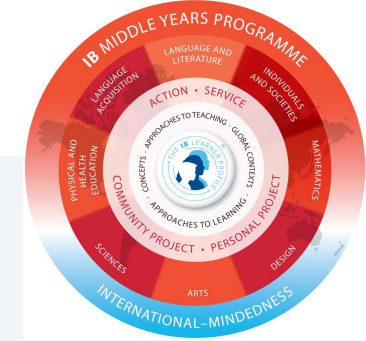 IB MIDDLE YEARS PROGRAMME
LANGUAGE AND
LITERATURE
LANGUAGE
ACQUISITION
INDIVIDUALS
AND SOCIETIES
PHYSICAL AND
HEALTH
EDUCATION
MATHEMATICS
SCIENCES
DESIGN
ARTS
ACTION • SERVICE
COMMUNITY PROJECT • PERSONAL PROJECT
APPROACHES TO TEACHING · GLOBAL CONTEXTS ·
APPROACHES TO LEARNING · CONCEPTS ·
THE IB LEARNER PROFILE
INTERNATIONAL–MINDEDNESS